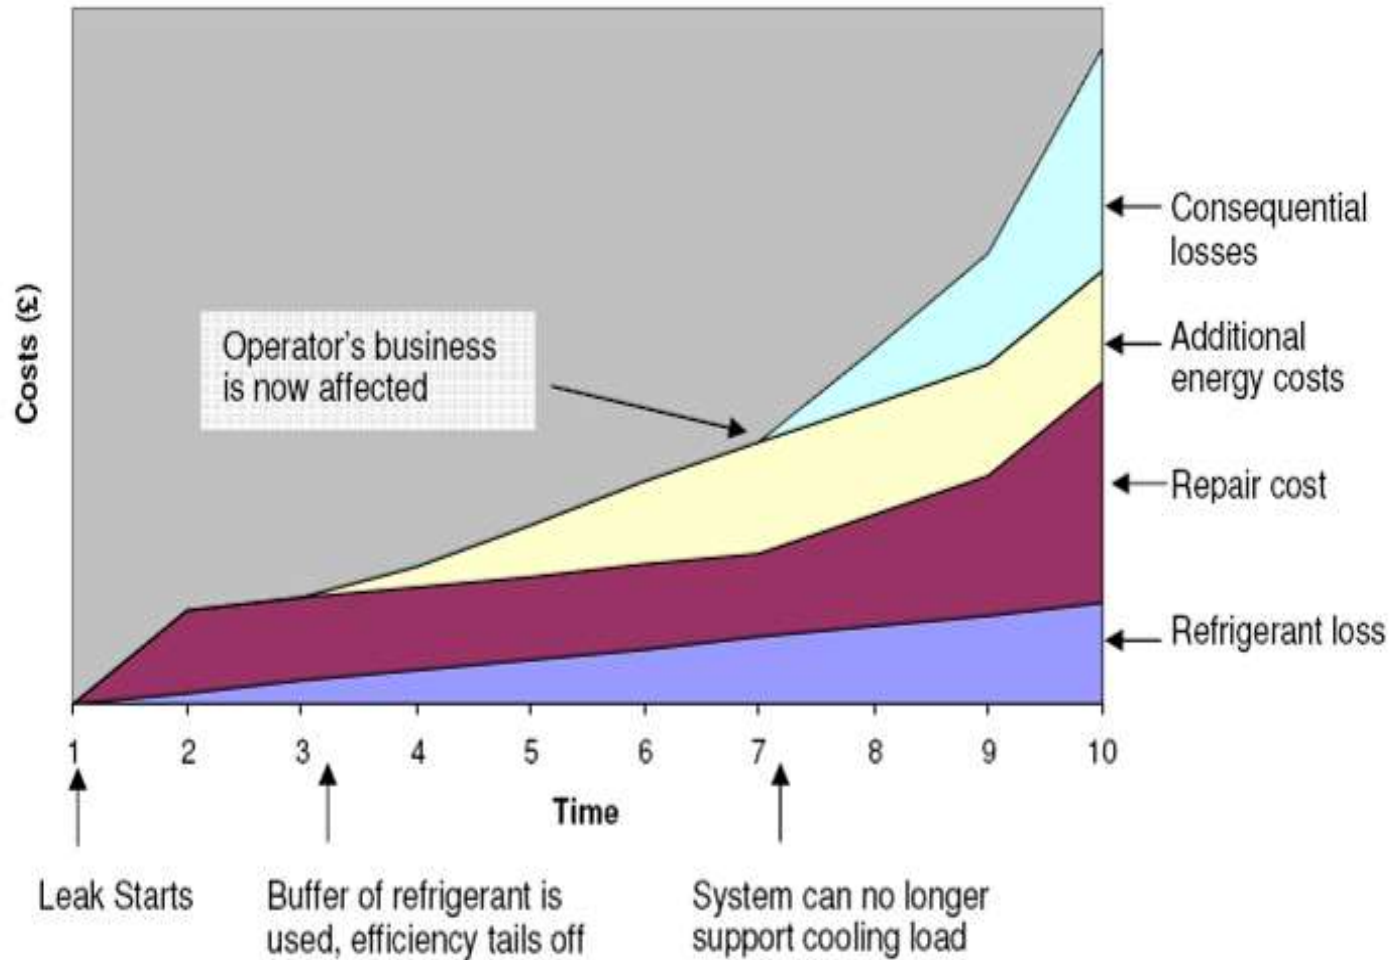 Costs (£)
Operator's business
is now affected
Consequential
losses
Additional
energy costs
Repair cost
Refrigerant loss
1 2 3 4 5 6 7 8 9 10
Time
Leak Starts
Buffer of refrigerant is
used, efficiency tails off
System can no longer
support cooling load